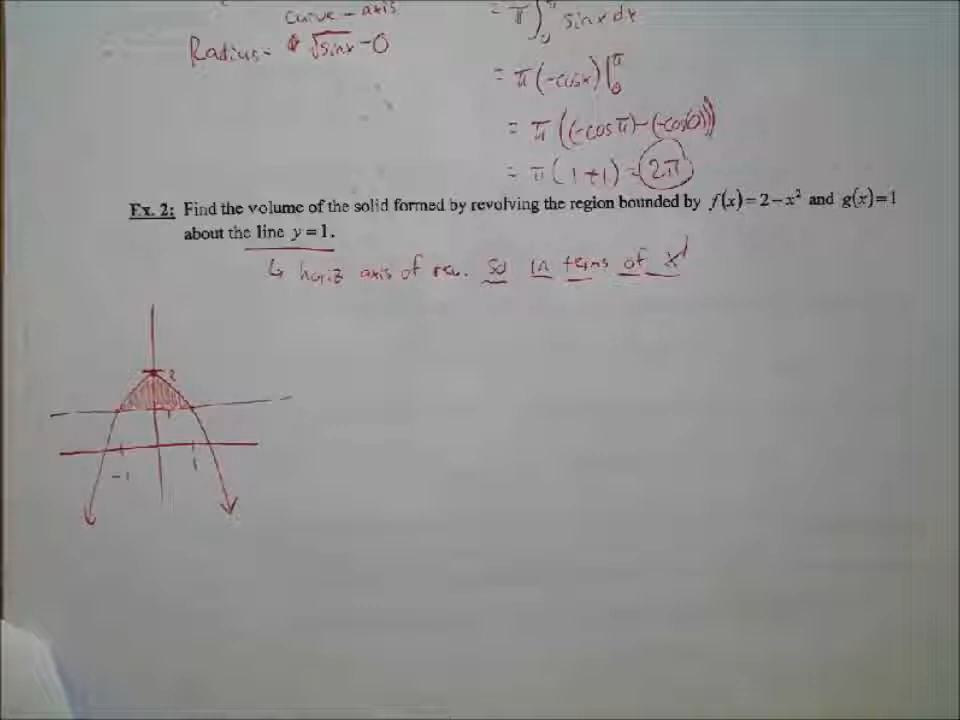 curve - axis
Radius = √sinx - 0
= π∫ sinx dx
= π(-cosx)|₀^π
= π((-cosπ)-(-cos(0)))
= π(1+1) = 2π
Ex. 2: Find the volume of the solid formed by revolving the region bounded by f(x)=2-x² and g(x)=1
about the line y=1.
↳ horiz axis of rev. so in terms of x
2
-1 1